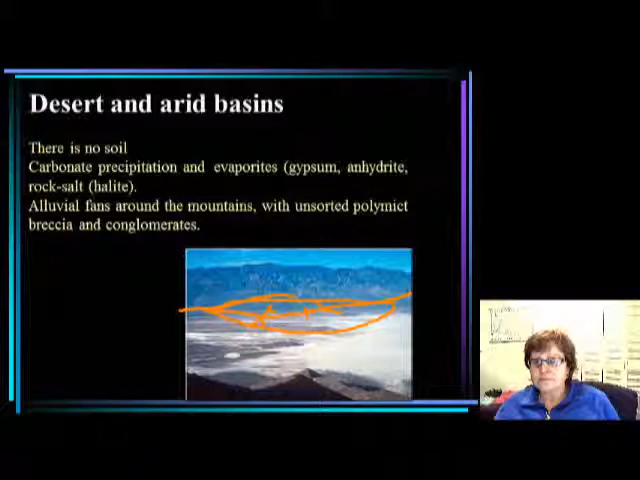 Desert and arid basins
There is no soil
Carbonate precipitation and evaporites (gypsum, anhydrite,
rock-salt (halite).
Alluvial fans around the mountains, with unsorted polymict
breccia and conglomerates.